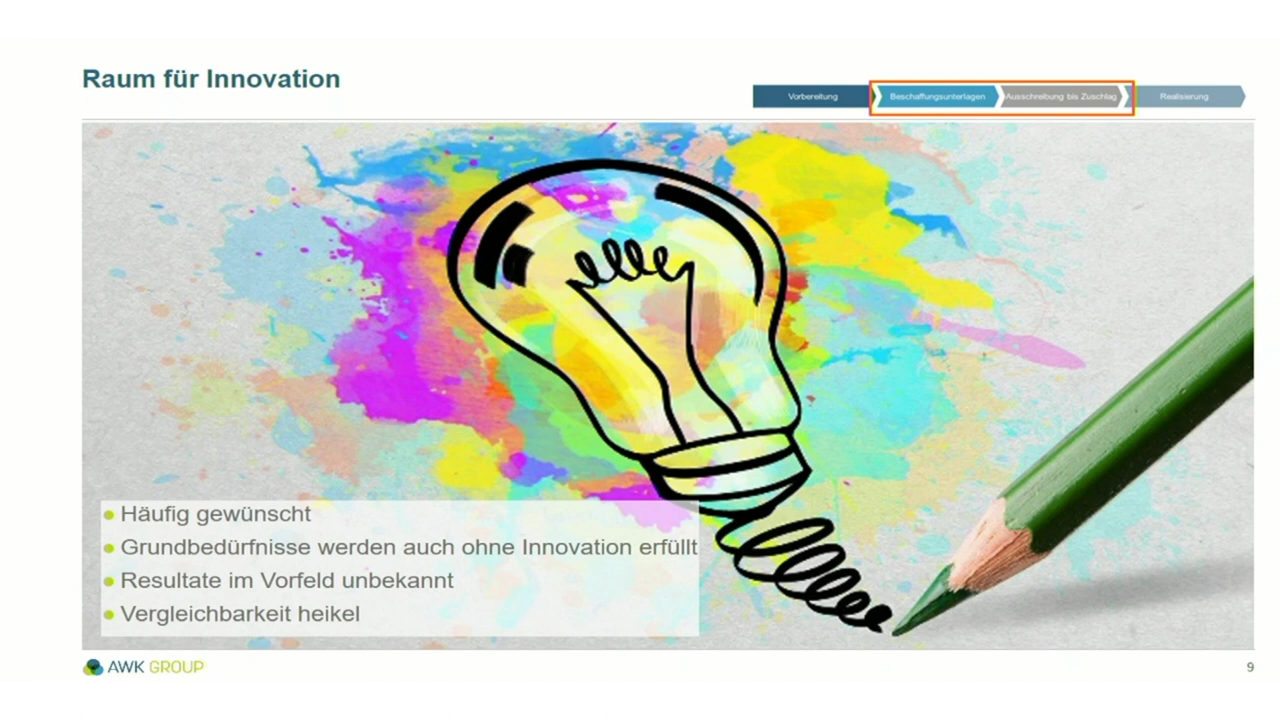 Raum für Innovation
Vorbereitung
Beschaffungsunterlagen
Ausschreibung bis Zuschlag
Realisierung
Häufig gewünscht
Grundbedürfnisse werden auch ohne Innovation erfüllt
Resultate im Vorfeld unbekannt
Vergleichbarkeit heikel
AWK GROUP
9